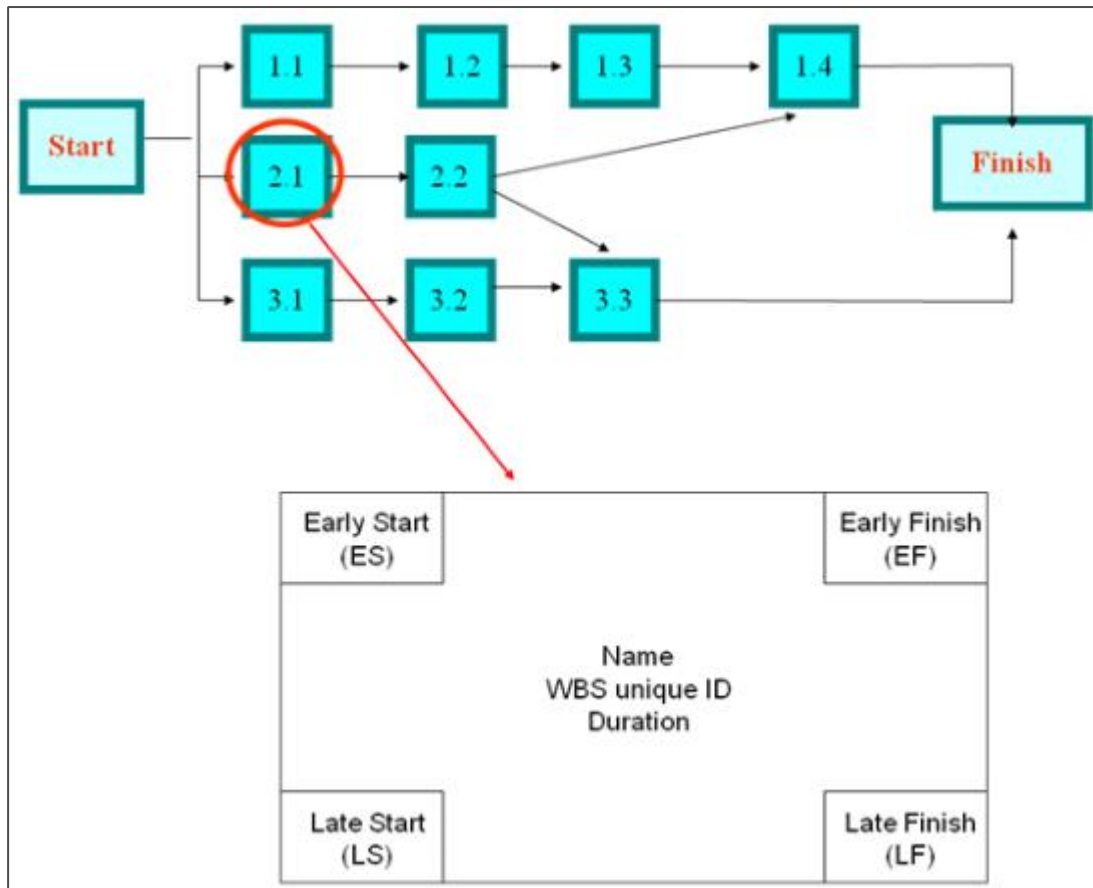 1.1
1.2
1.3
1.4
Start
2.1
2.2
Finish
3.1
3.2
3.3
Early Start
(ES)
Early Finish
(EF)
Name
WBS unique ID
Duration
Late Start
(LS)
Late Finish
(LF)